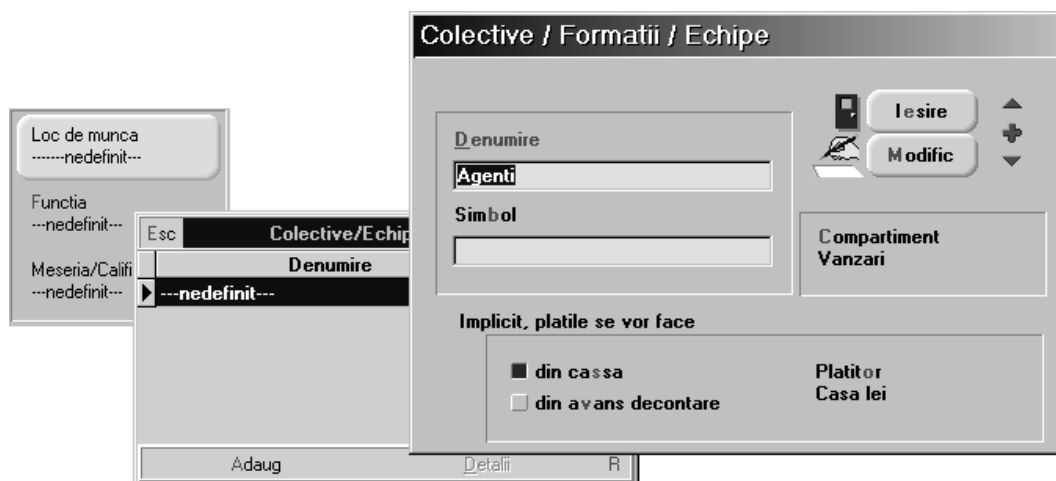 Colective / Formatii / Echipe
Loc de munca
-------nedefinit---
Functia
---nedefinit---
Meseria/Califi
---nedefinit---
Esc Colective/Echip
Denumire
---nedefinit---
Adaug Detalii R
Denumire
Agenti
Simbol
Iesire
Modific
Compartiment
Vanzari
Implicit, platile se vor face
din cassa
din avans decontare
Platitor
Casa lei